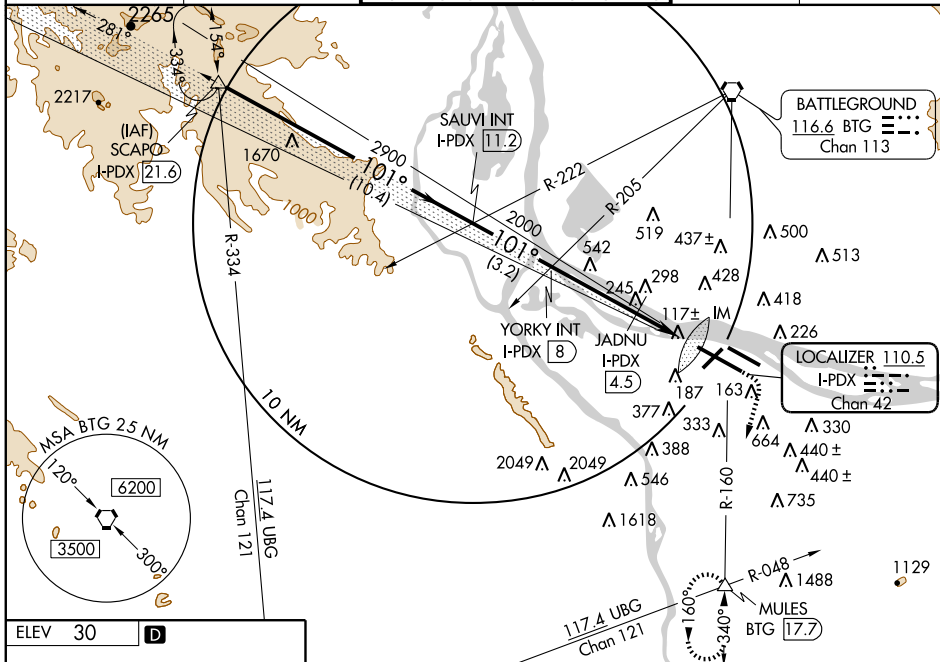 2265
281°
334°
154°
2217
(IAF)
SCAPO
I-PDX 21.6
1670
2900
101°
(10.4)
1000
SAUVI INT
I-PDX 11.2
R-222
R-205
BATTLEGROUND
116.6 BTG
Chan 113
2000
101°
(3.2)
542
519
437 ±
500
513
245
298
428
418
117±
IM
226
YORKY INT
I-PDX 8
JADNU
I-PDX
4.5
LOCALIZER 110.5
I-PDX
Chan 42
187
163
377
333
664
330
388
440 ±
440 ±
2049
2049
546
735
1618
R-334
10 NM
MSA BTG 25 NM
120°
6200
3500
300°
117.4 UBG
Chan 121
R-160
R-048
1488
1129
160°
340°
MULES
BTG 17.7
117.4 UBG
Chan 121
ELEV 30 D